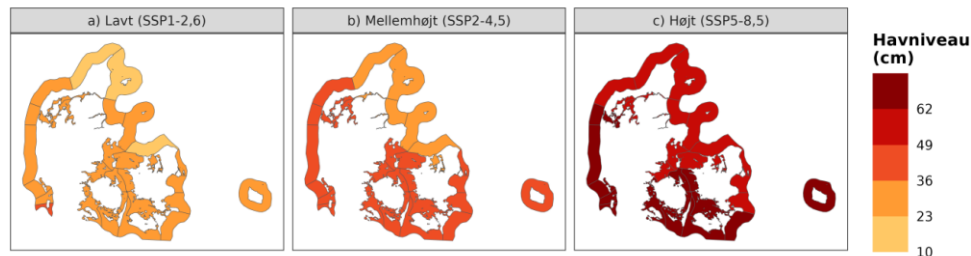 a) Lavt (SSP1-2,6)
b) Mellemhøjt (SSP2-4,5)
c) Højt (SSP5-8,5)
Havniveau
(cm)
62
49
36
23
10